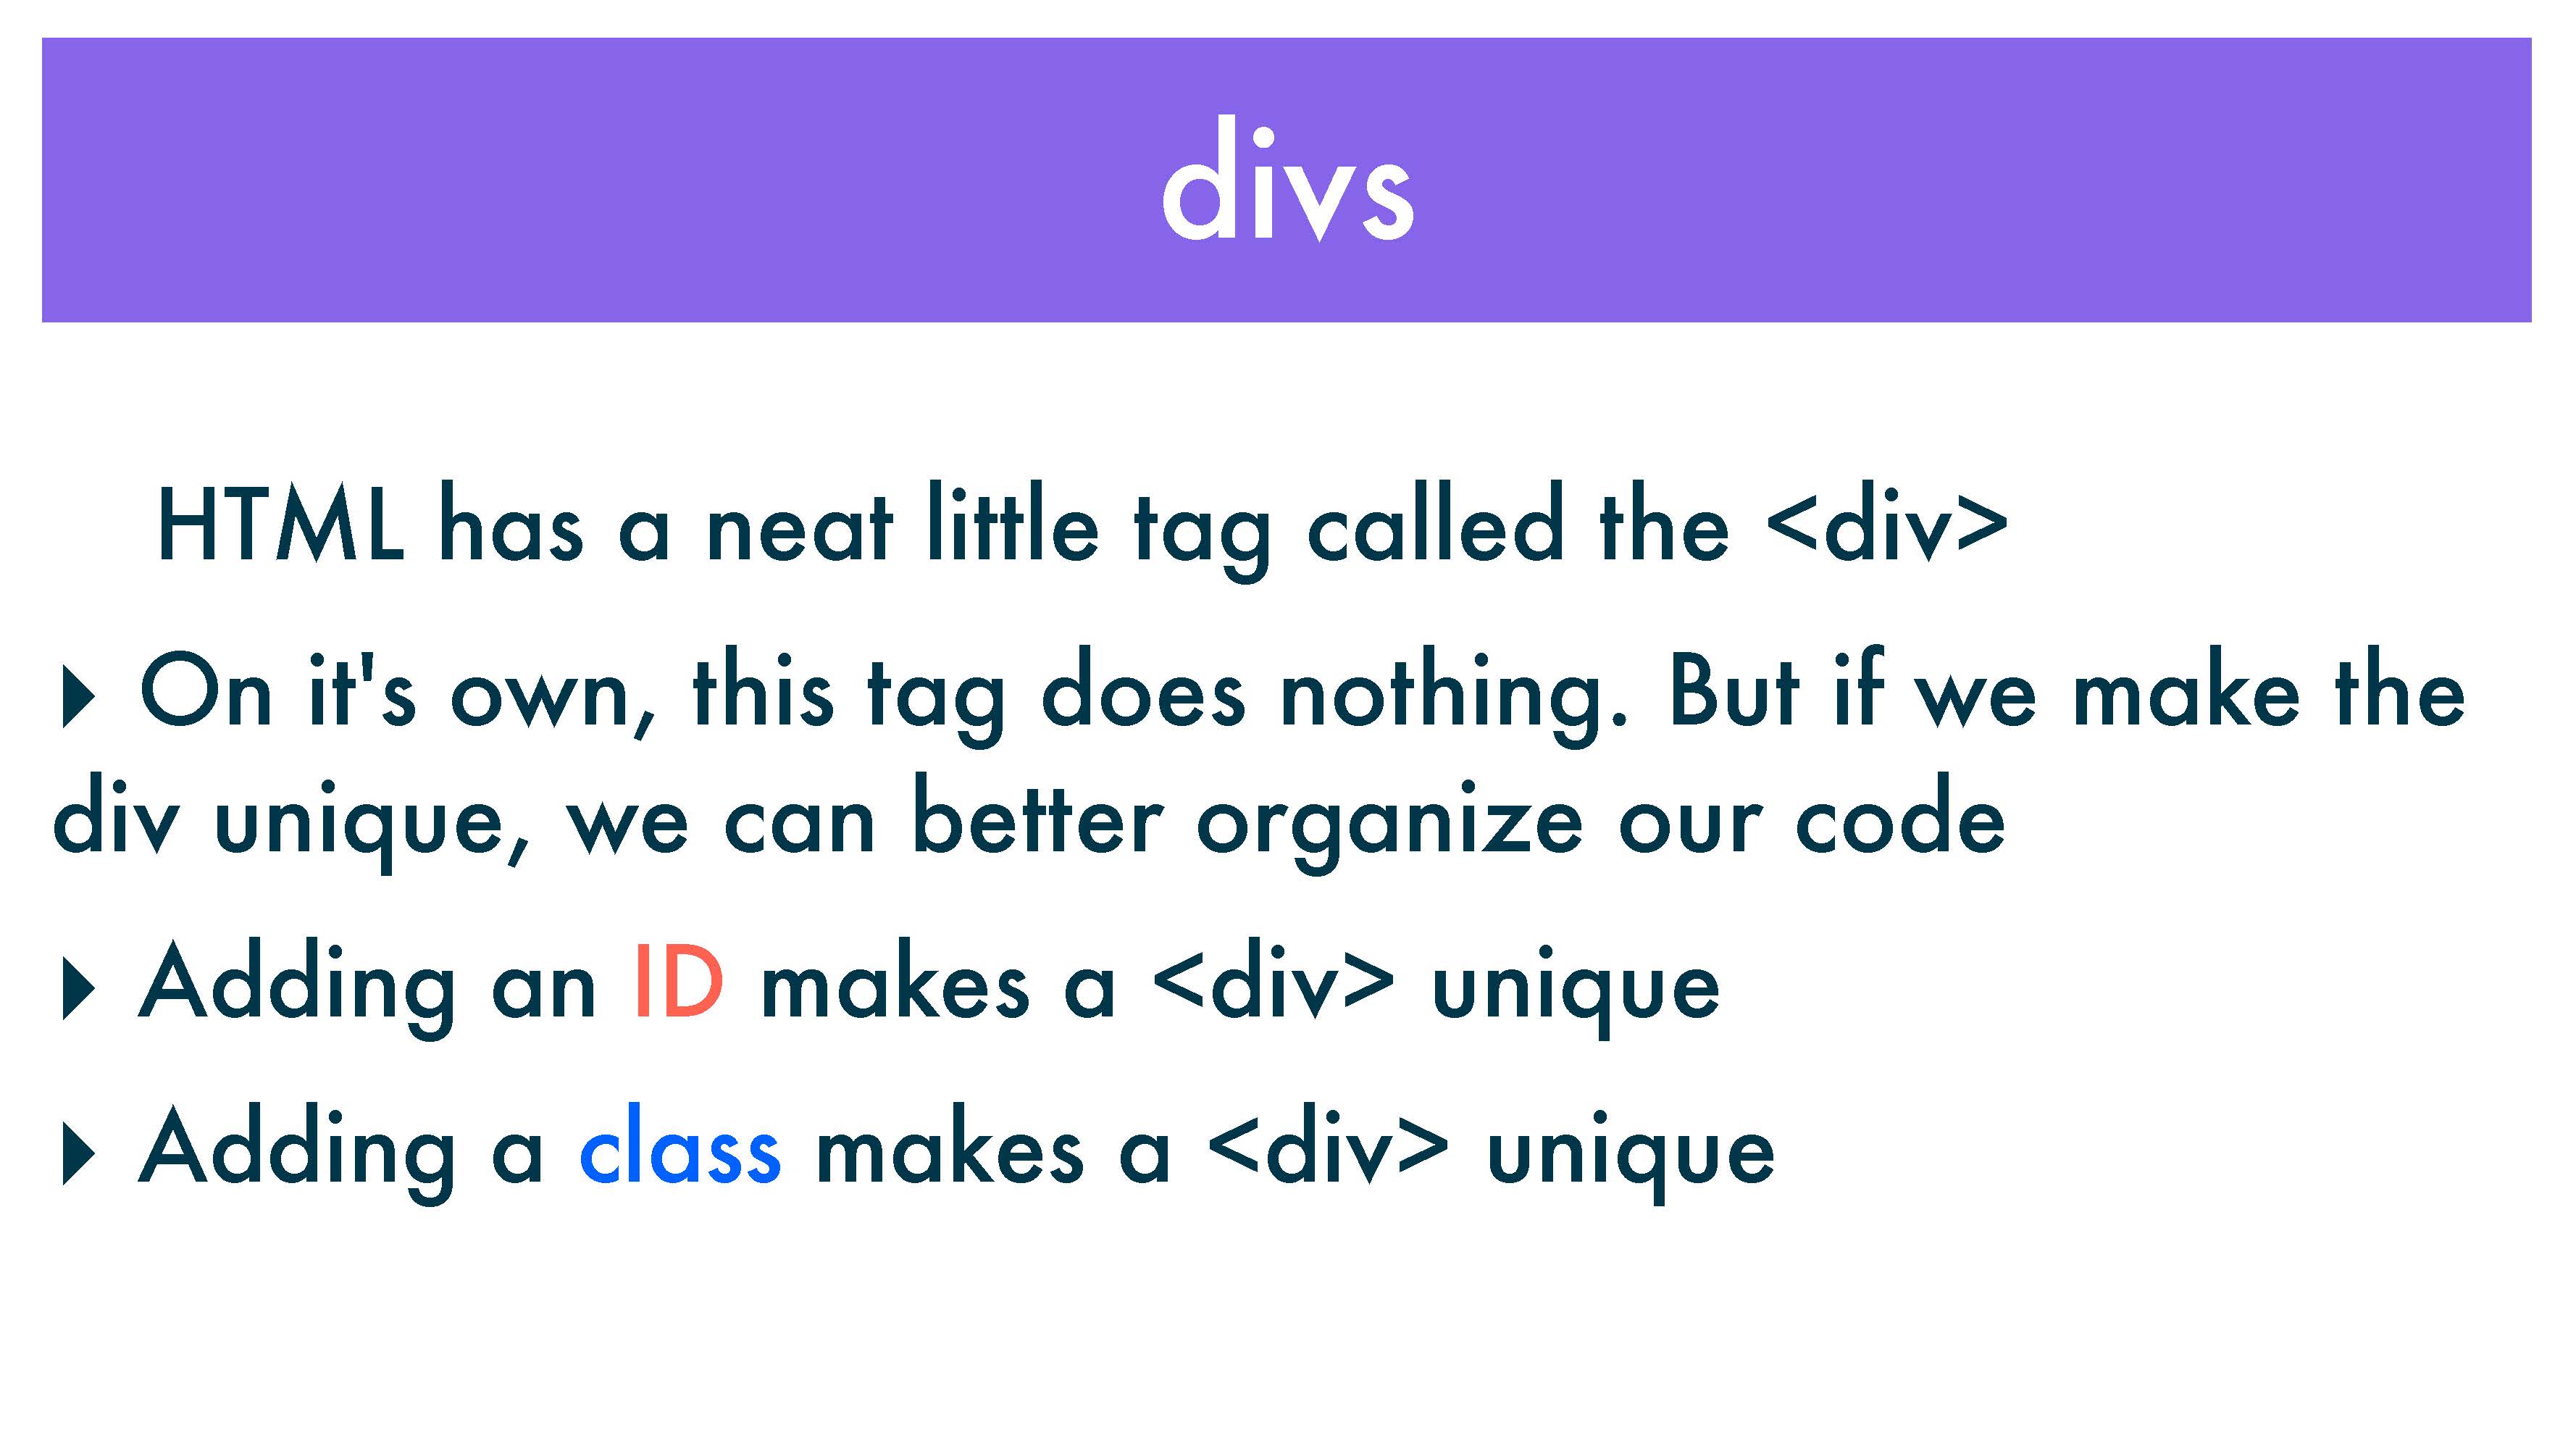 divs
HTML has a neat little tag called the <div>
▸ On it's own, this tag does nothing. But if we make the
div unique, we can better organize our code
▸ Adding an ID makes a <div> unique
▸ Adding a class makes a <div> unique